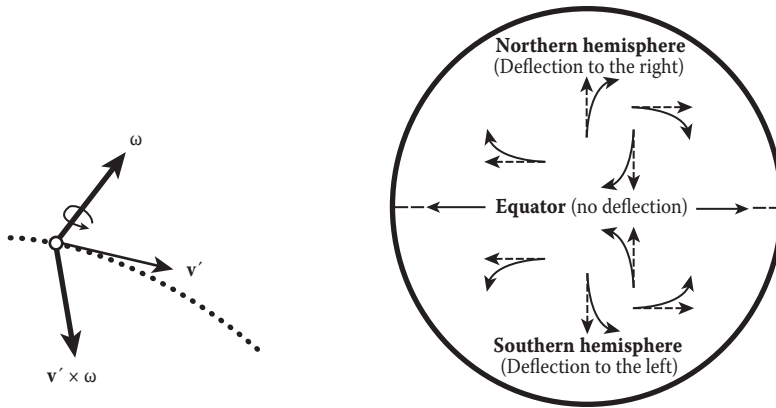 ω
v′
v′ × ω
Northern hemisphere
(Deflection to the right)
Equator (no deflection)
Southern hemisphere
(Deflection to the left)